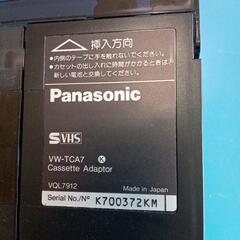 挿入方向
●内側のテープに手を触れないでください。
●カセットの出し入れに時間がかかるときは
新しい電池と交換してください。
Panasonic
S VHS
VW-TCA7 Ⓚ
Cassette Adaptor
VQL7912 Made in Japan
Serial No./N° K700372KM